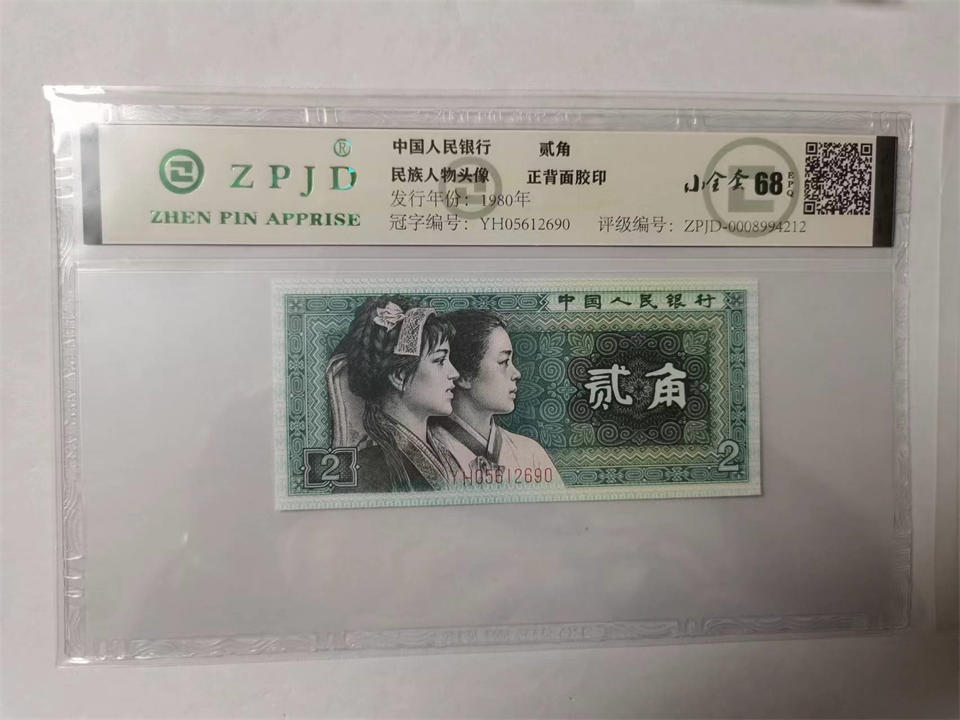 ZPJD®
ZHEN PIN APPRISE
中国人民银行 贰角
民族人物头像 正背面胶印
发行年份：1980年
冠字编号：YH05612690 评级编号：ZPJD-0008994212
小全套 68 EPQ
中国人民银行
贰角
2 2
YH05612690